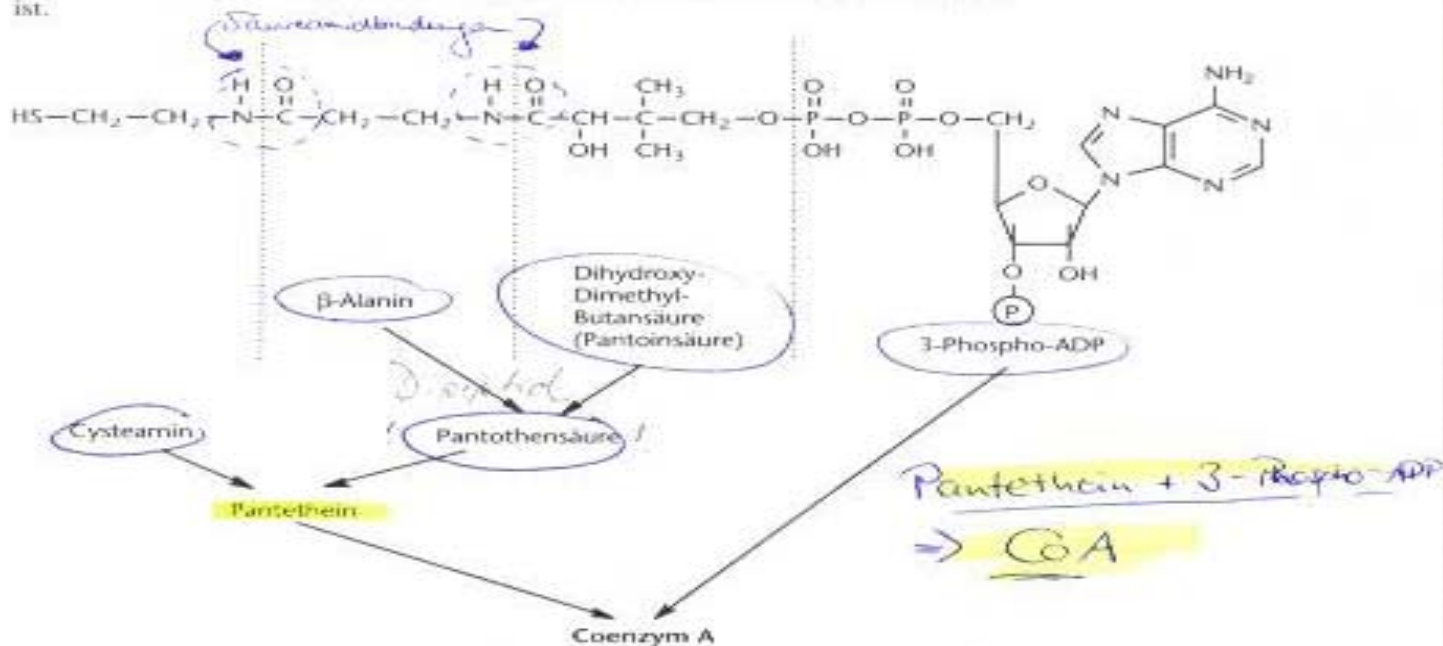 ist.
Säureamidbindungen
H O H O CH₃ O O NH₂
HS—CH₂—CH₂—N—C—CH₂—CH₂—N—C—CH—C—CH₂—O—P—O—P—O—CH₂ N N
OH CH₃ OH OH N N
O
O OH
P
β-Alanin
Dihydroxy-
Dimethyl-
Butansäure
(Pantoinsäure)
3-Phospho-ADP
Cysteamin
! Pantothensäure !
Pantethein
Pantethein + 3-Phospho-ADP
=> CoA
Coenzym A